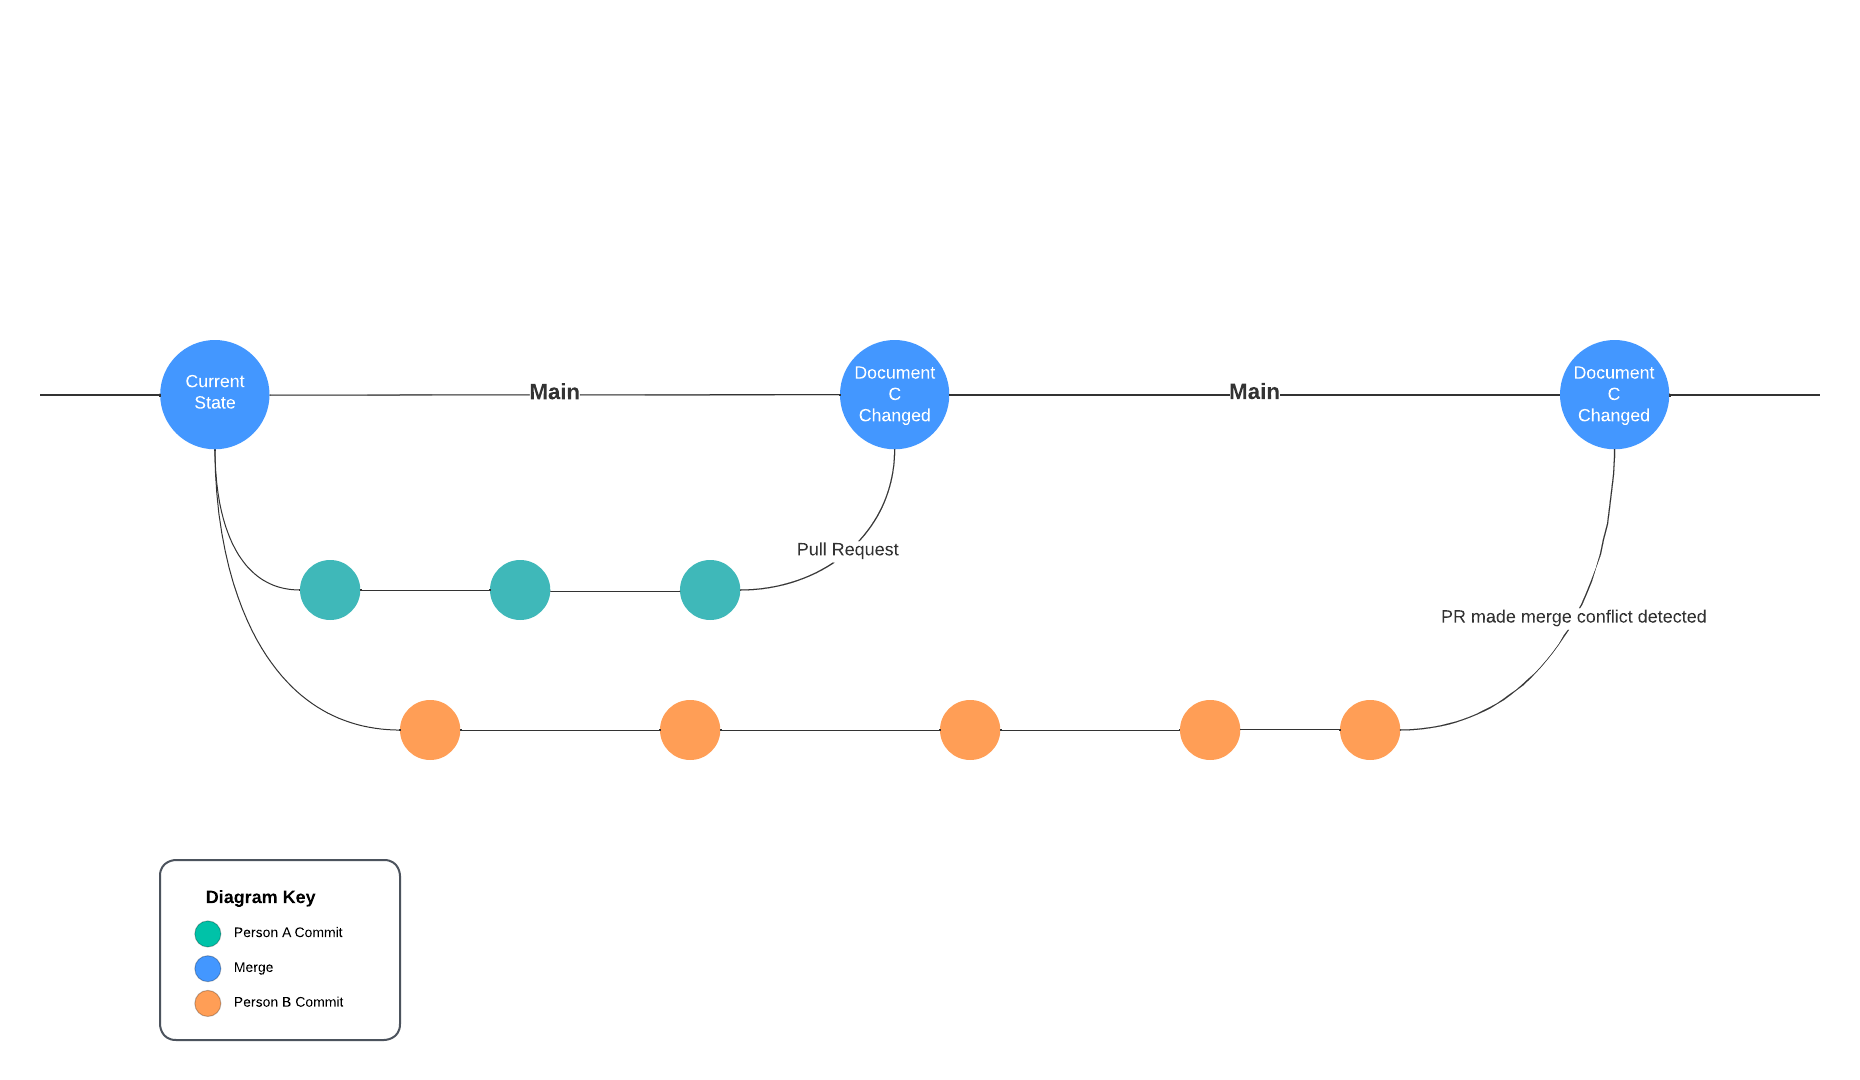 Current
State
Main
Document
C
Changed
Main
Document
C
Changed
Pull Request
PR made merge conflict detected
Diagram Key
Person A Commit
Merge
Person B Commit